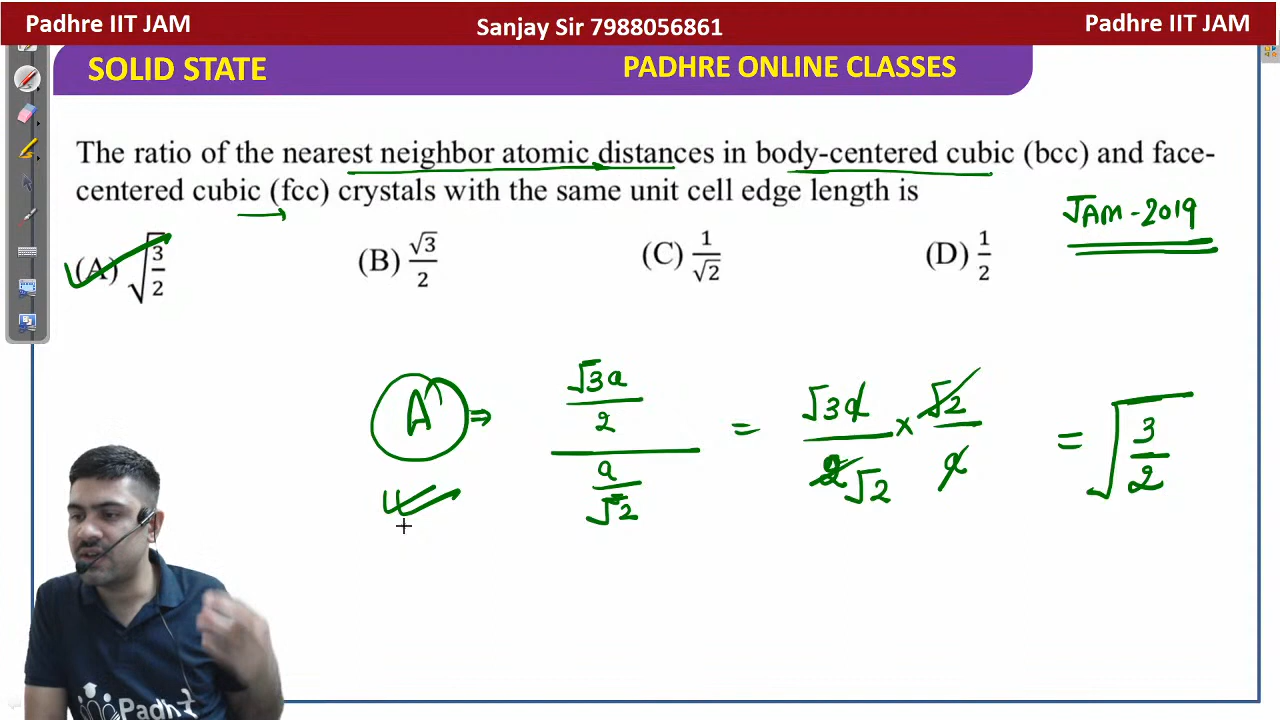 Padhre IIT JAM
Sanjay Sir 7988056861
Padhre IIT JAM
SOLID STATE
PADHRE ONLINE CLASSES
The ratio of the nearest neighbor atomic distances in body-centered cubic (bcc) and face-
centered cubic (fcc) crystals with the same unit cell edge length is
JAM-2019
(A) √(3/2) (B) √3/2 (C) 1/√2 (D) 1/2
A ⇒ (√3a/2)/(a/√2) = √3a/2√2 × √2/a = √(3/2)
Padh